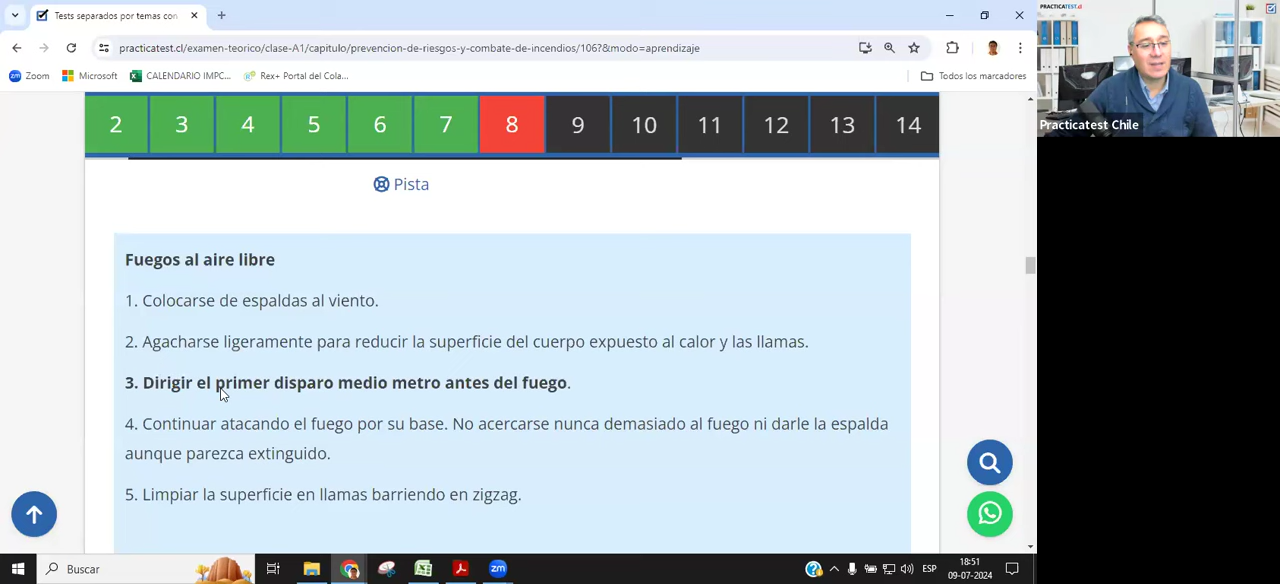 Tests separados por temas con
practicatest.cl/examen-teorico/clase-A1/capitulo/prevencion-de-riesgos-y-combate-de-incendios/106?&modo=aprendizaje
Zoom
Microsoft
CALENDARIO IMPC...
Rex+ Portal del Cola...
Todos los marcadores
PRACTICATEST.cl
Practicatest Chile
2 3 4 5 6 7 8 9 10 11 12 13 14
Pista
Fuegos al aire libre
1. Colocarse de espaldas al viento.
2. Agacharse ligeramente para reducir la superficie del cuerpo expuesto al calor y las llamas.
3. Dirigir el primer disparo medio metro antes del fuego.
4. Continuar atacando el fuego por su base. No acercarse nunca demasiado al fuego ni darle la espalda
aunque parezca extinguido.
5. Limpiar la superficie en llamas barriendo en zigzag.
Buscar
ESP
18:51
09-07-2024